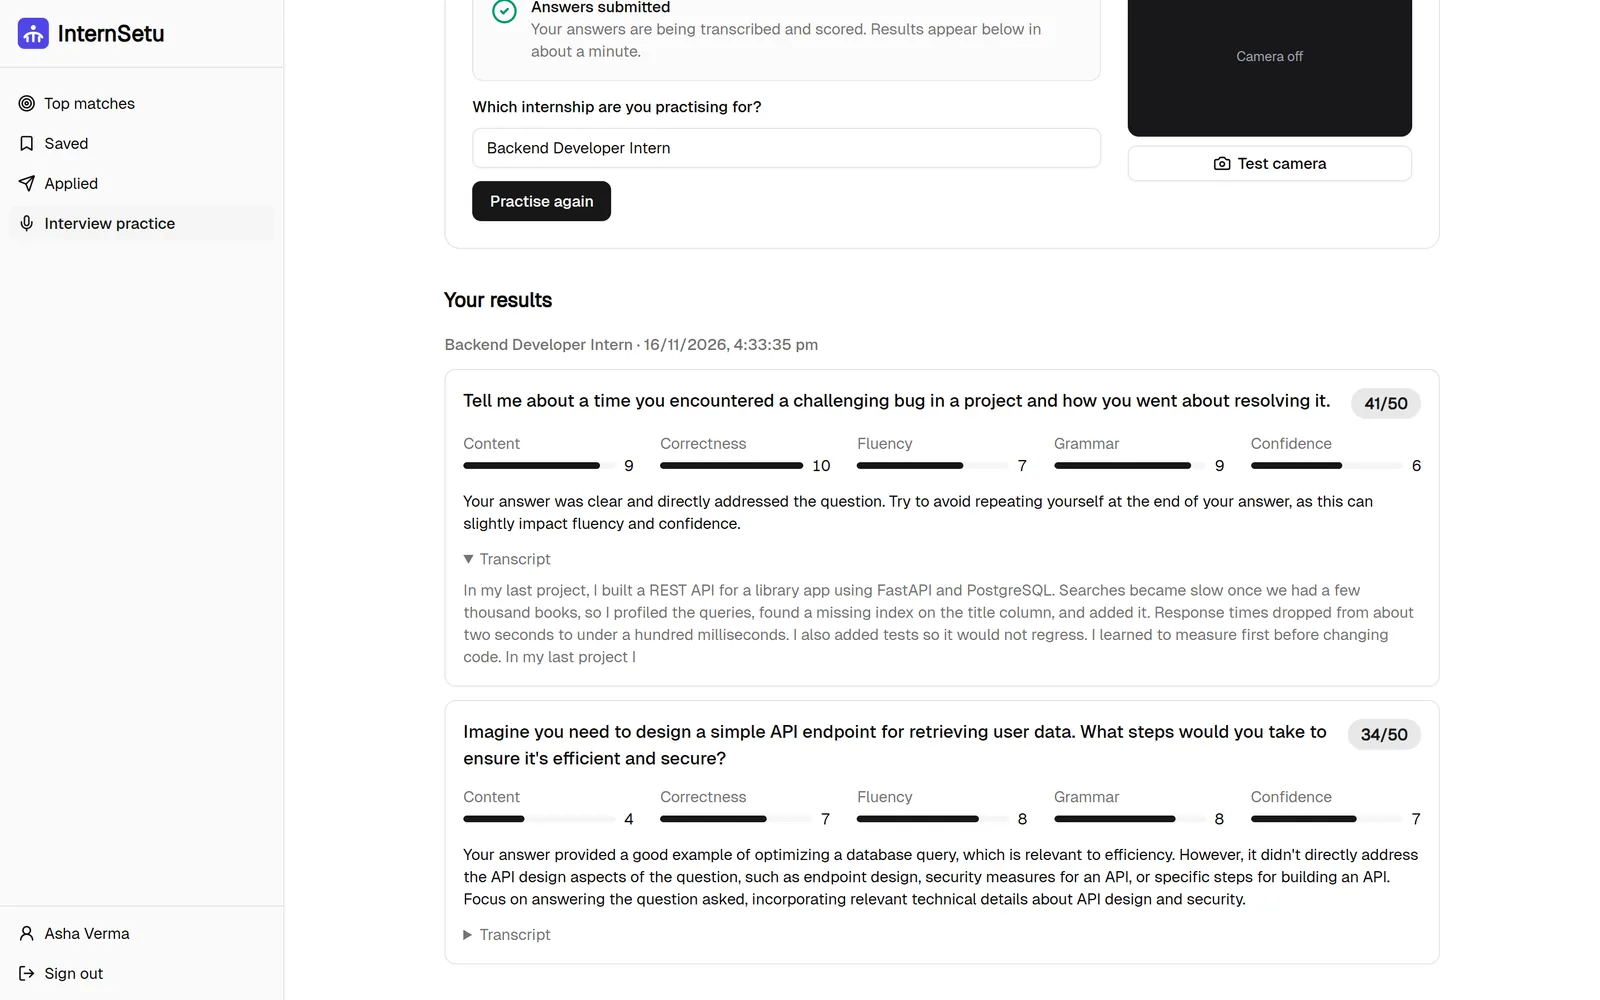 InternSetu
Top matches
Saved
Applied
Interview practice
Asha Verma
Sign out
Answers submitted
Your answers are being transcribed and scored. Results appear below in
about a minute.
Which internship are you practising for?
Backend Developer Intern
Practise again
Camera off
Test camera
Your results
Backend Developer Intern · 16/11/2026, 4:33:35 pm
Tell me about a time you encountered a challenging bug in a project and how you went about resolving it.
41/50
Content 9
Correctness 10
Fluency 7
Grammar 9
Confidence 6
Your answer was clear and directly addressed the question. Try to avoid repeating yourself at the end of your answer, as this can
slightly impact fluency and confidence.
Transcript
In my last project, I built a REST API for a library app using FastAPI and PostgreSQL. Searches became slow once we had a few
thousand books, so I profiled the queries, found a missing index on the title column, and added it. Response times dropped from about
two seconds to under a hundred milliseconds. I also added tests so it would not regress. I learned to measure first before changing
code. In my last project I
Imagine you need to design a simple API endpoint for retrieving user data. What steps would you take to
ensure it's efficient and secure?
34/50
Content 4
Correctness 7
Fluency 8
Grammar 8
Confidence 7
Your answer provided a good example of optimizing a database query, which is relevant to efficiency. However, it didn't directly address
the API design aspects of the question, such as endpoint design, security measures for an API, or specific steps for building an API.
Focus on answering the question asked, incorporating relevant technical details about API design and security.
Transcript